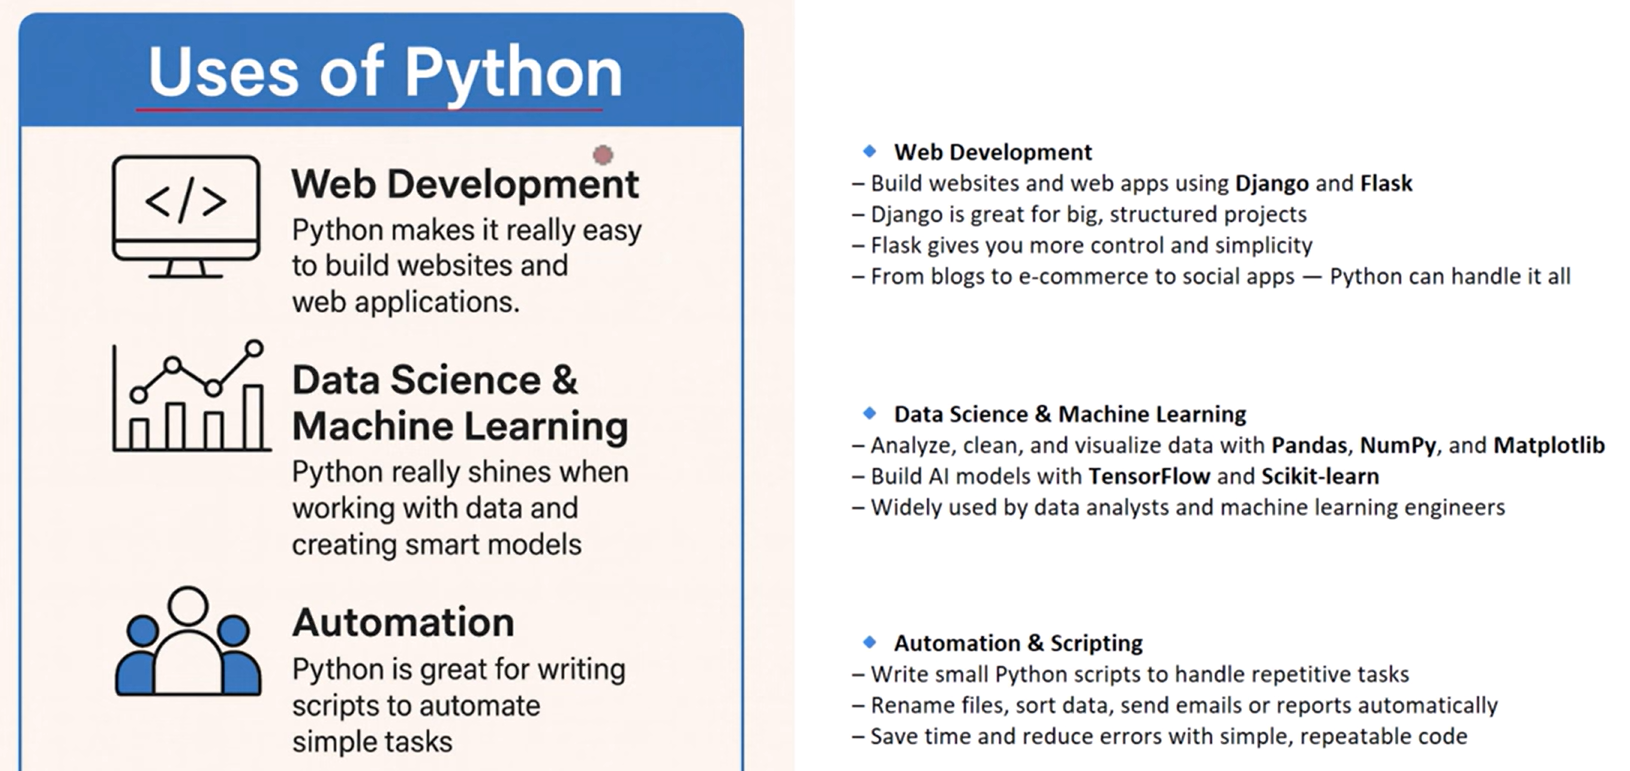 Uses of Python
</>
Web Development
Python makes it really easy
to build websites and
web applications.
Data Science &
Machine Learning
Python really shines when
working with data and
creating smart models
Automation
Python is great for writing
scripts to automate
simple tasks
Web Development
– Build websites and web apps using Django and Flask
– Django is great for big, structured projects
– Flask gives you more control and simplicity
– From blogs to e-commerce to social apps — Python can handle it all
Data Science & Machine Learning
– Analyze, clean, and visualize data with Pandas, NumPy, and Matplotlib
– Build AI models with TensorFlow and Scikit-learn
– Widely used by data analysts and machine learning engineers
Automation & Scripting
– Write small Python scripts to handle repetitive tasks
– Rename files, sort data, send emails or reports automatically
– Save time and reduce errors with simple, repeatable code